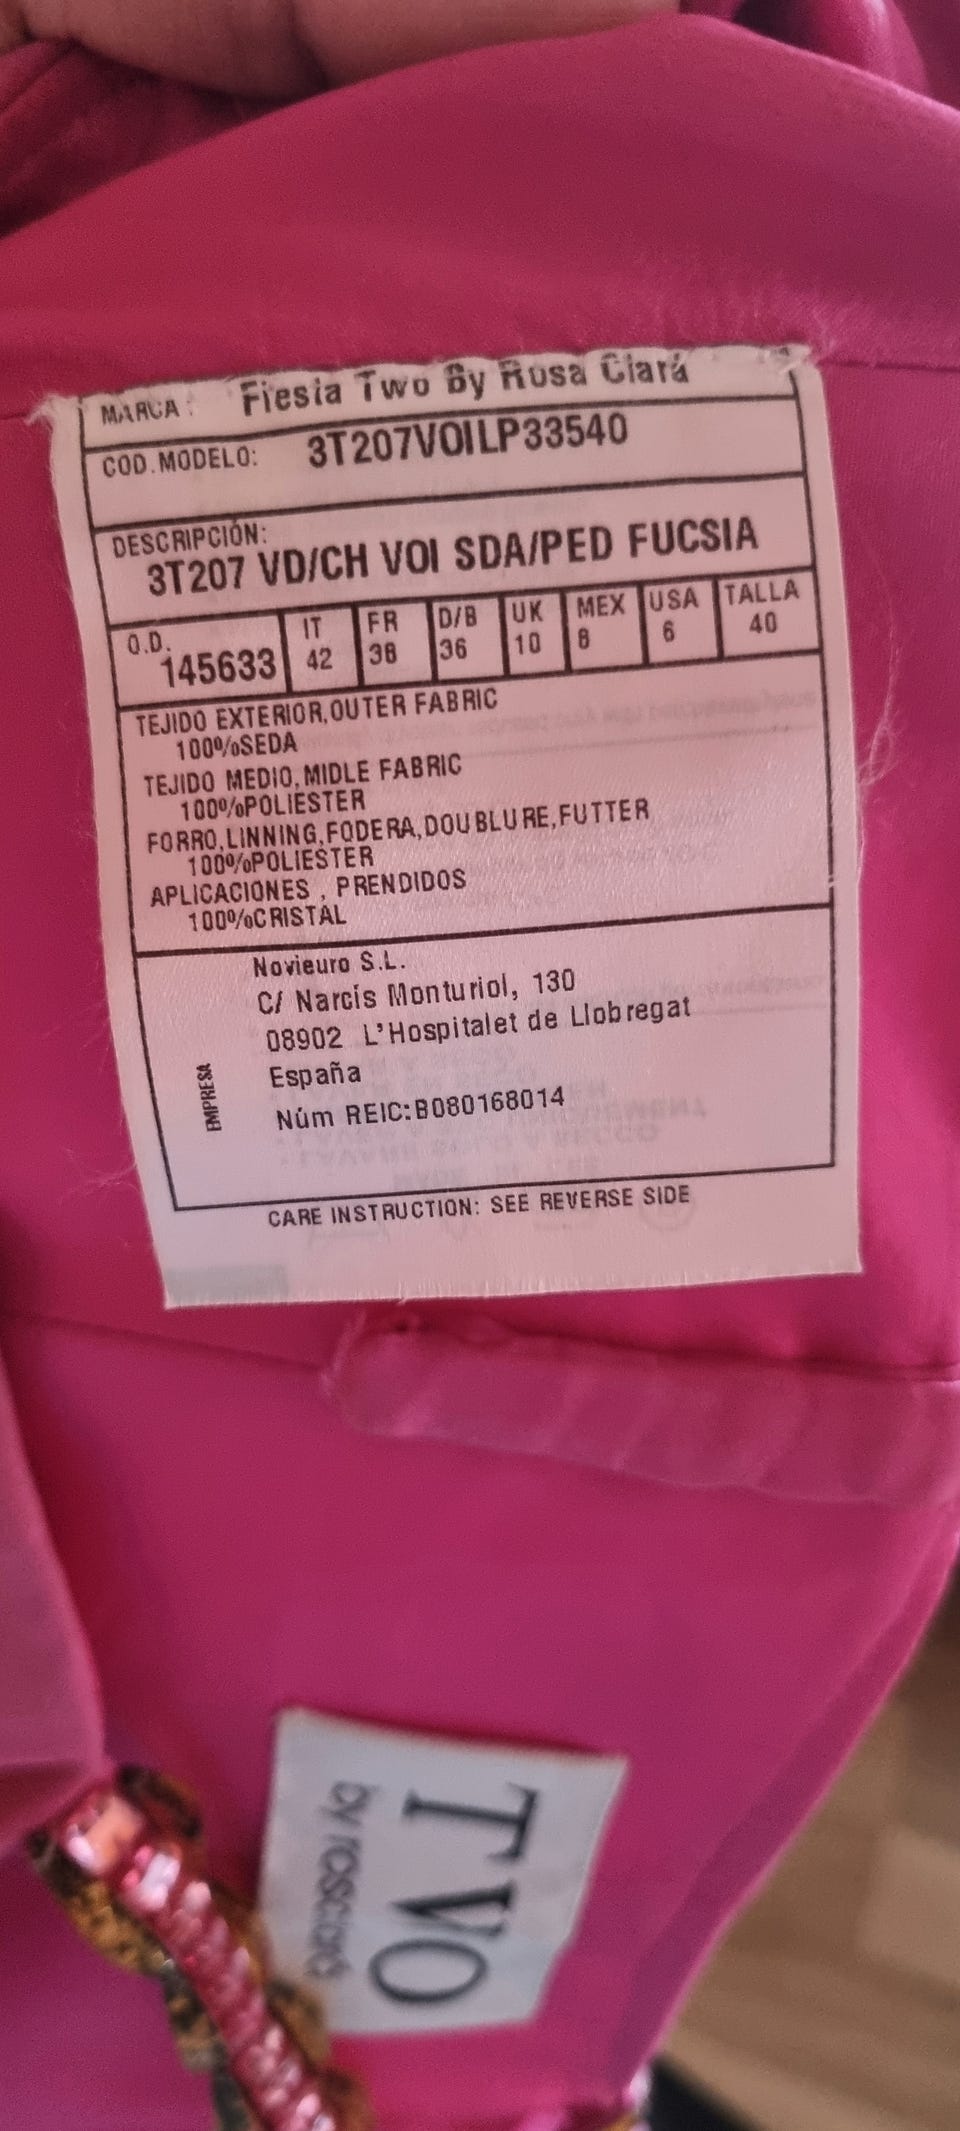 MARCA: Fiesta Two By Rosa Clará
COD.MODELO: 3T207VOILP33540
DESCRIPCIÓN:
3T207 VD/CH VOI SDA/PED FUCSIA
O.D. IT FR D/B UK MEX USA TALLA
145633 42 38 36 10 8 6 40
TEJIDO EXTERIOR,OUTER FABRIC
100%SEDA
TEJIDO MEDIO,MIDLE FABRIC
100%POLIESTER
FORRO,LINNING,FODERA,DOUBLURE,FUTTER
100%POLIESTER
APLICACIONES , PRENDIDOS
100%CRISTAL
EMPRESA
Novieuro S.L.
C/ Narcís Monturiol, 130
08902 L'Hospitalet de Llobregat
España
Núm REIC:B080168014
CARE INSTRUCTION: SEE REVERSE SIDE
TWO
by rosaclará